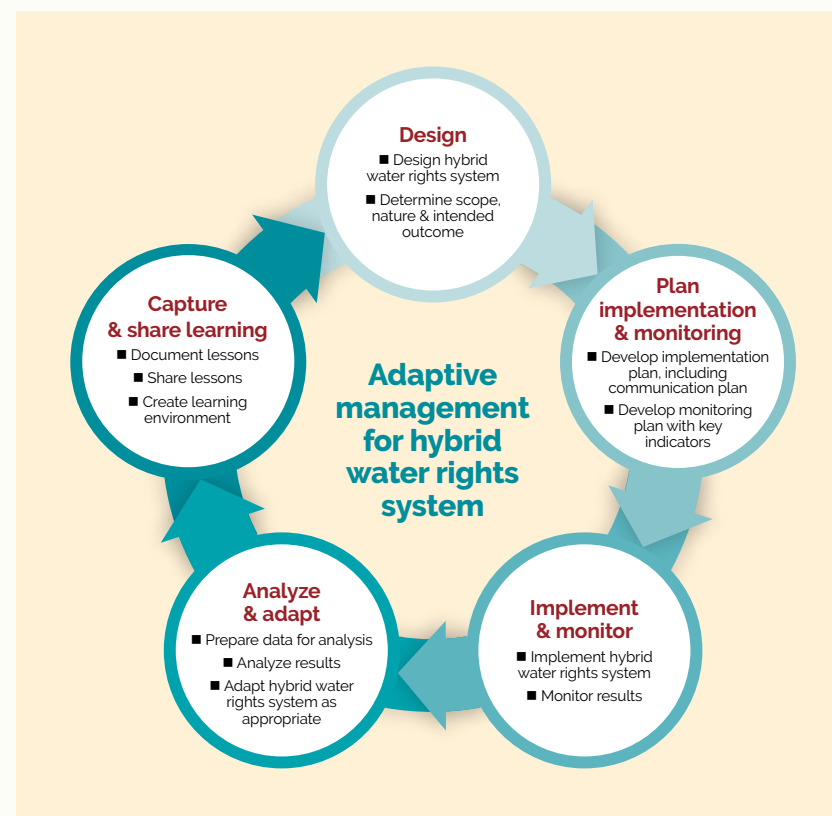 Design
■ Design hybrid
water rights system
■ Determine scope,
nature & intended
outcome
Plan
implementation
& monitoring
■ Develop implementation
plan, including
communication plan
■ Develop monitoring
plan with key
indicators
Implement
& monitor
■ Implement hybrid
water rights system
■ Monitor results
Analyze
& adapt
■ Prepare data for analysis
■ Analyze results
■ Adapt hybrid water
rights system as
appropriate
Capture
& share learning
■ Document lessons
■ Share lessons
■ Create learning
environment
Adaptive
management
for hybrid
water rights
system